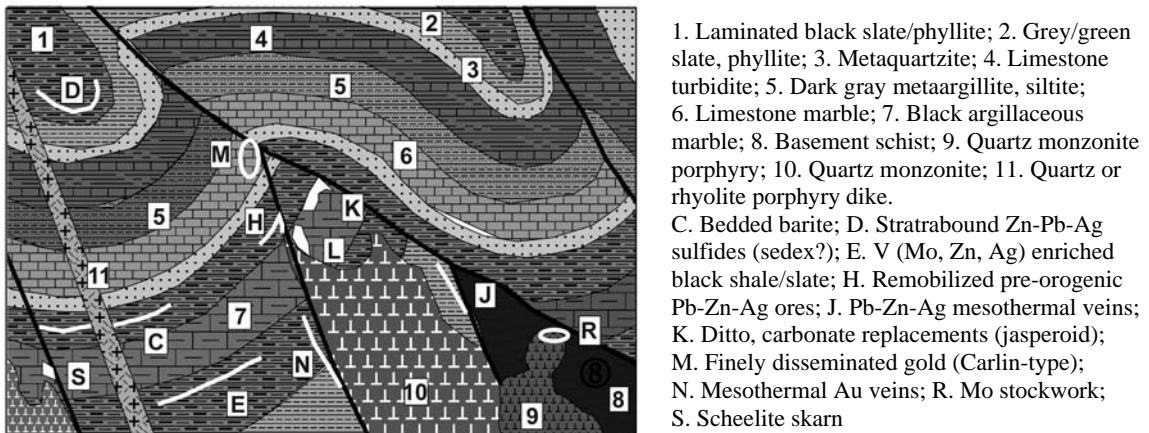 1
2
4
3
D
5
M
6
5
H
K
L
11
J
7
C
R
S
N
E
10
9
8
8
1. Laminated black slate/phyllite; 2. Grey/green
slate, phyllite; 3. Metaquartzite; 4. Limestone
turbidite; 5. Dark gray metaargillite, siltite;
6. Limestone marble; 7. Black argillaceous
marble; 8. Basement schist; 9. Quartz monzonite
porphyry; 10. Quartz monzonite; 11. Quartz or
rhyolite porphyry dike.
C. Bedded barite; D. Stratrabound Zn-Pb-Ag
sulfides (sedex?); E. V (Mo, Zn, Ag) enriched
black shale/slate; H. Remobilized pre-orogenic
Pb-Zn-Ag ores; J. Pb-Zn-Ag mesothermal veins;
K. Ditto, carbonate replacements (jasperoid);
M. Finely disseminated gold (Carlin-type);
N. Mesothermal Au veins; R. Mo stockwork;
S. Scheelite skarn